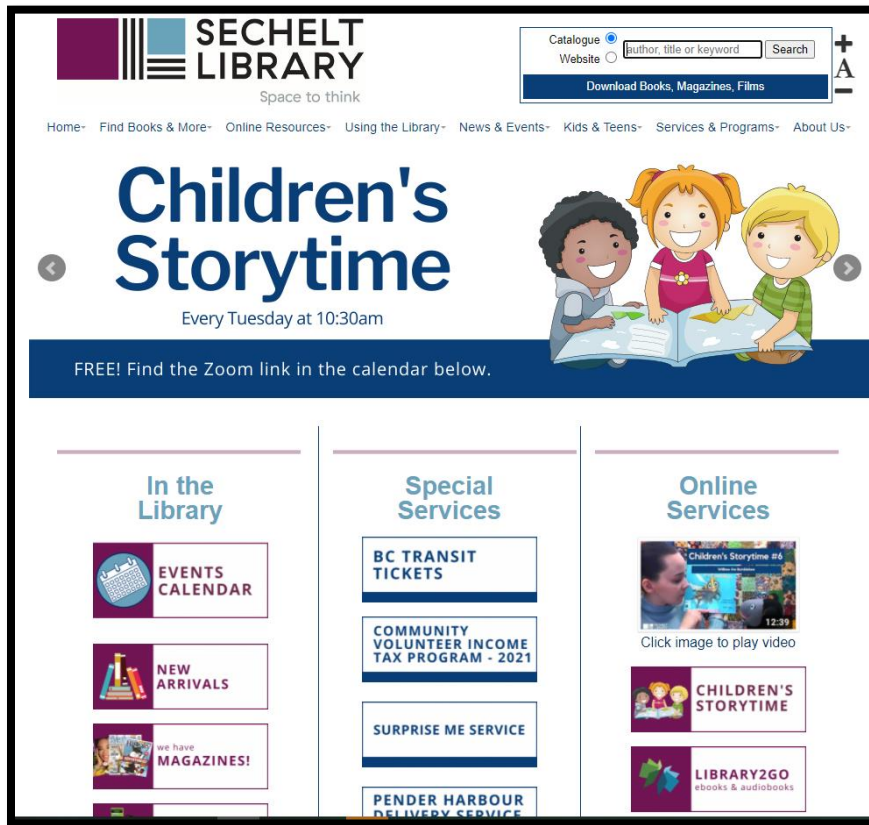 SECHELT
LIBRARY
Space to think
Catalogue
Website
author, title or keyword
Search
Download Books, Magazines, Films
A
Home
Find Books & More
Online Resources
Using the Library
News & Events
Kids & Teens
Services & Programs
About Us
Children's
Storytime
Every Tuesday at 10:30am
FREE! Find the Zoom link in the calendar below.
In the
Library
EVENTS
CALENDAR
NEW
ARRIVALS
we have
MAGAZINES!
Special
Services
BC TRANSIT
TICKETS
COMMUNITY
VOLUNTEER INCOME
TAX PROGRAM - 2021
SURPRISE ME SERVICE
PENDER HARBOUR
DELIVERY SERVICE
Online
Services
Children's Storytime #6
12:39
Click image to play video
CHILDREN'S
STORYTIME
LIBRARY2GO
ebooks & audiobooks